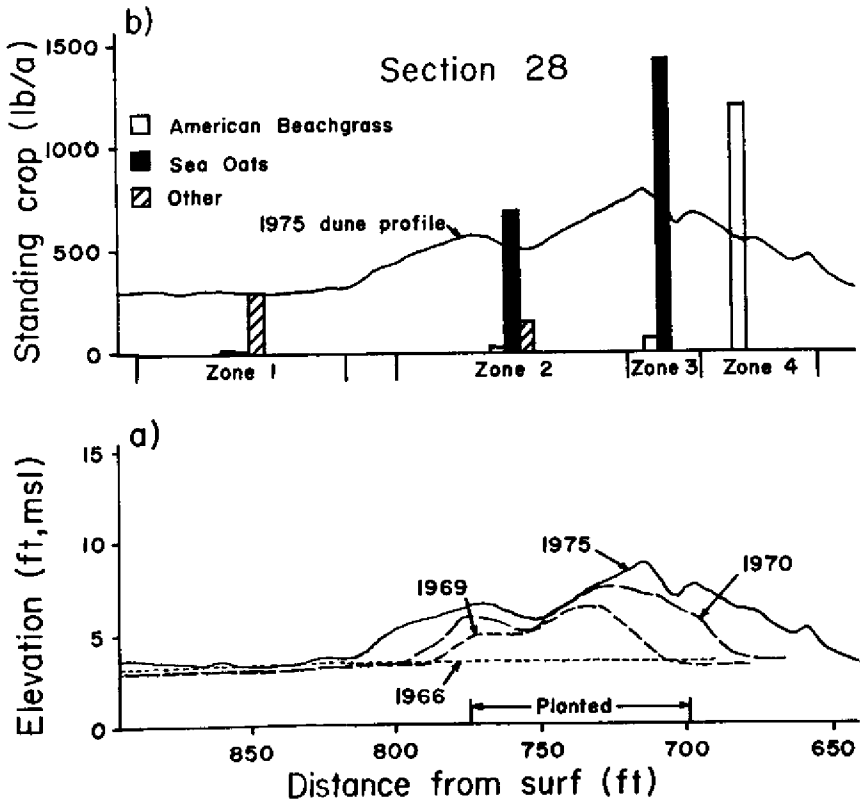 b)
Section 28
Standing crop (lb/a)
1500
1000
500
0
American Beachgrass
Sea Oats
Other
1975 dune profile
Zone 1
Zone 2
Zone 3
Zone 4
a)
Elevation (ft,msl)
15
10
5
0
1975
1970
1969
1966
Planted
850
800
750
700
650
Distance from surf (ft)